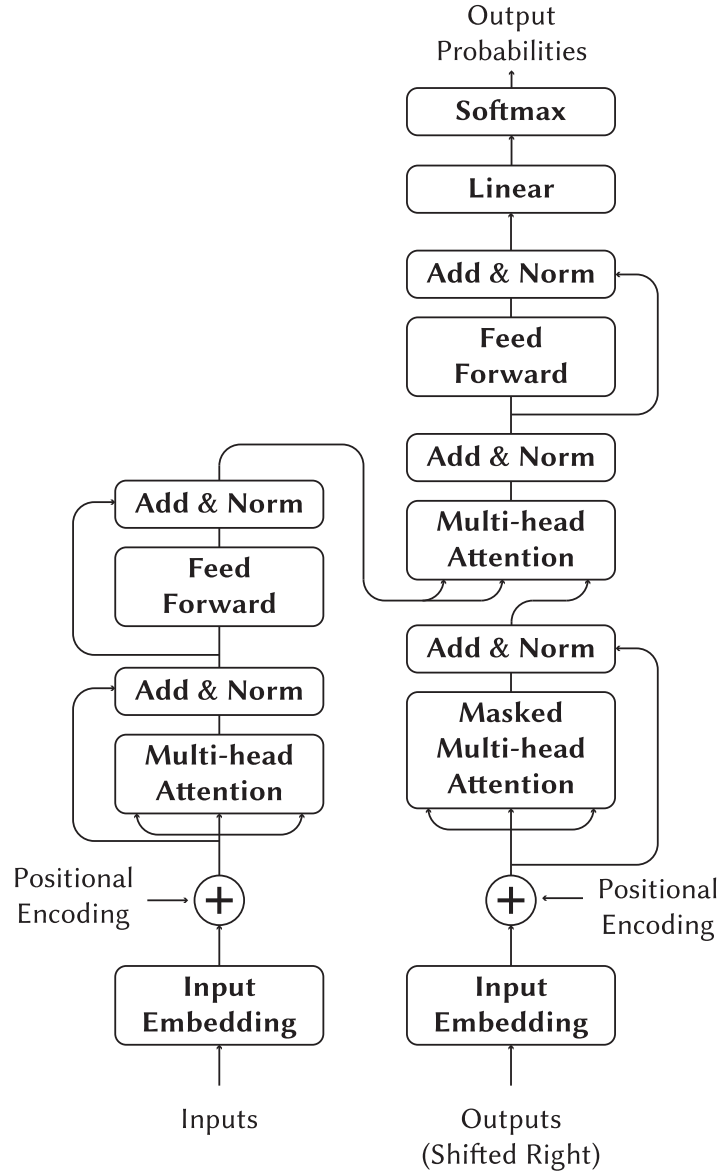 Output
Probabilities
Softmax
Linear
Add & Norm
Feed
Forward
Add & Norm
Multi-head
Attention
Add & Norm
Masked
Multi-head
Attention
Positional
Encoding
Input
Embedding
Outputs
(Shifted Right)
Add & Norm
Feed
Forward
Add & Norm
Multi-head
Attention
Positional
Encoding
Input
Embedding
Inputs